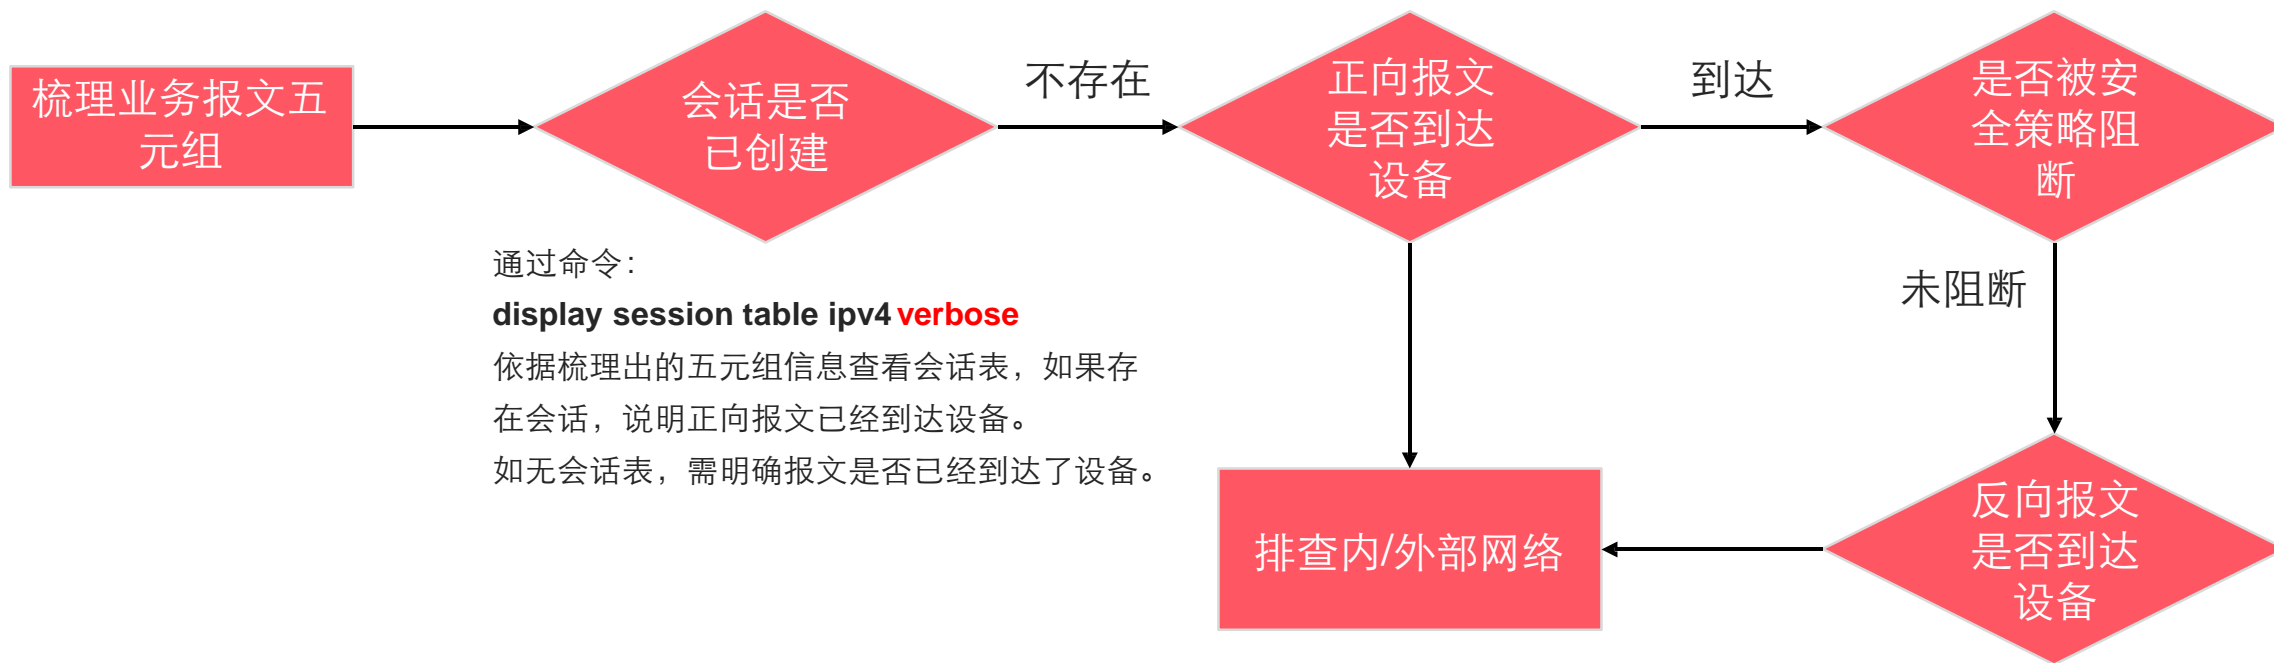 梳理业务报文五
元组
会话是否
已创建
不存在
正向报文
是否到达
设备
到达
是否被安
全策略阻
断
通过命令：
display session table ipv4 verbose
依据梳理出的五元组信息查看会话表，如果存
在会话，说明正向报文已经到达设备。
如无会话表，需明确报文是否已经到达了设备。
未阻断
排查内/外部网络
反向报文
是否到达
设备